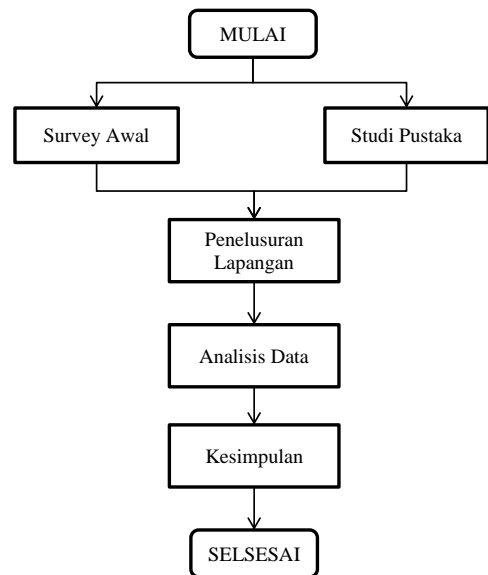 MULAI
Survey Awal
Studi Pustaka
Penelusuran
Lapangan
Analisis Data
Kesimpulan
SELSESAI